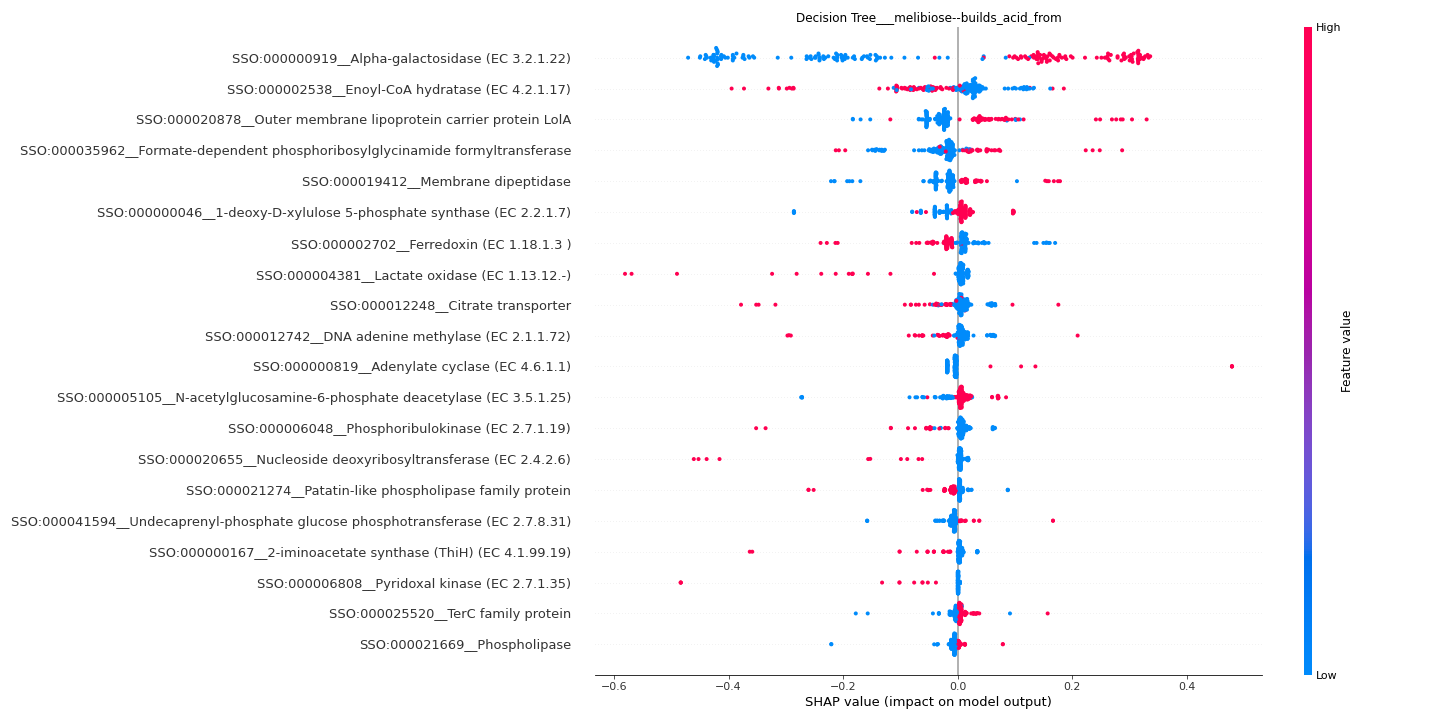 Decision Tree___melibiose--builds_acid_from
High
SSO:000000919__Alpha-galactosidase (EC 3.2.1.22)
SSO:000002538__Enoyl-CoA hydratase (EC 4.2.1.17)
SSO:000020878__Outer membrane lipoprotein carrier protein LolA
SSO:000035962__Formate-dependent phosphoribosylglycinamide formyltransferase
SSO:000019412__Membrane dipeptidase
SSO:000000046__1-deoxy-D-xylulose 5-phosphate synthase (EC 2.2.1.7)
SSO:000002702__Ferredoxin (EC 1.18.1.3 )
SSO:000004381__Lactate oxidase (EC 1.13.12.-)
SSO:000012248__Citrate transporter
SSO:000012742__DNA adenine methylase (EC 2.1.1.72)
SSO:000000819__Adenylate cyclase (EC 4.6.1.1)
SSO:000005105__N-acetylglucosamine-6-phosphate deacetylase (EC 3.5.1.25)
SSO:000006048__Phosphoribulokinase (EC 2.7.1.19)
SSO:000020655__Nucleoside deoxyribosyltransferase (EC 2.4.2.6)
SSO:000021274__Patatin-like phospholipase family protein
SSO:000041594__Undecaprenyl-phosphate glucose phosphotransferase (EC 2.7.8.31)
SSO:000000167__2-iminoacetate synthase (ThiH) (EC 4.1.99.19)
SSO:000006808__Pyridoxal kinase (EC 2.7.1.35)
SSO:000025520__TerC family protein
SSO:000021669__Phospholipase
Feature value
Low
−0.6 −0.4 −0.2 0.0 0.2 0.4
SHAP value (impact on model output)